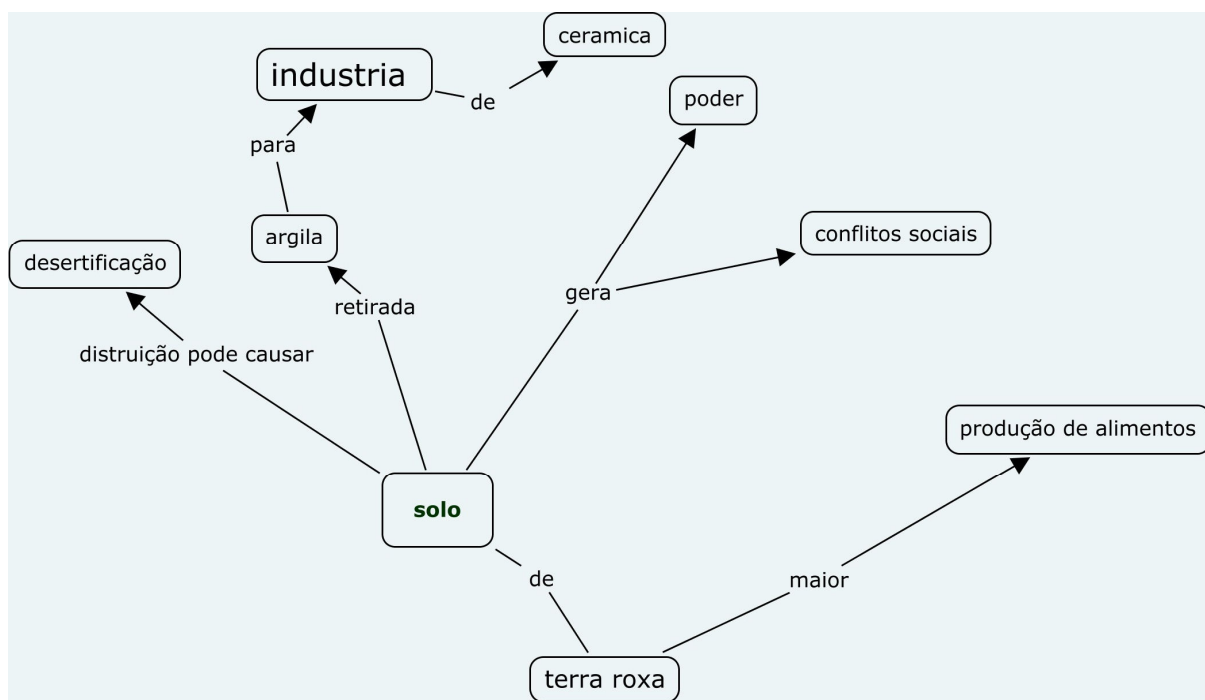 ceramica
industria
de
poder
para
argila
conflitos sociais
desertificação
gera
retirada
distruição pode causar
produção de alimentos
solo
de
maior
terra roxa